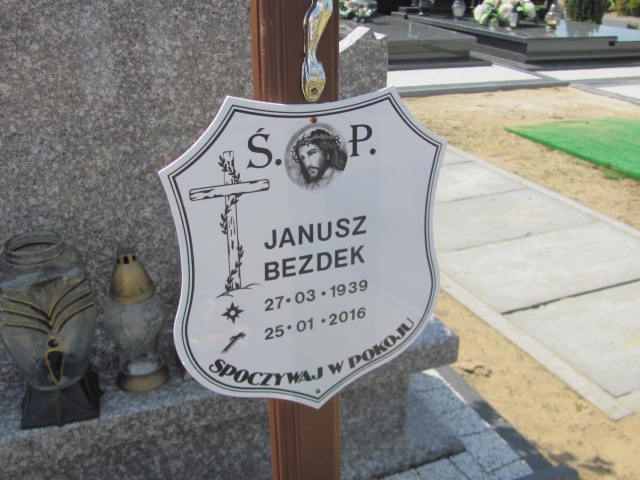 Ś. P.
JANUSZ
BEZDEK
27·03·1939
25·01·2016
SPOCZYWAJ W POKOJU